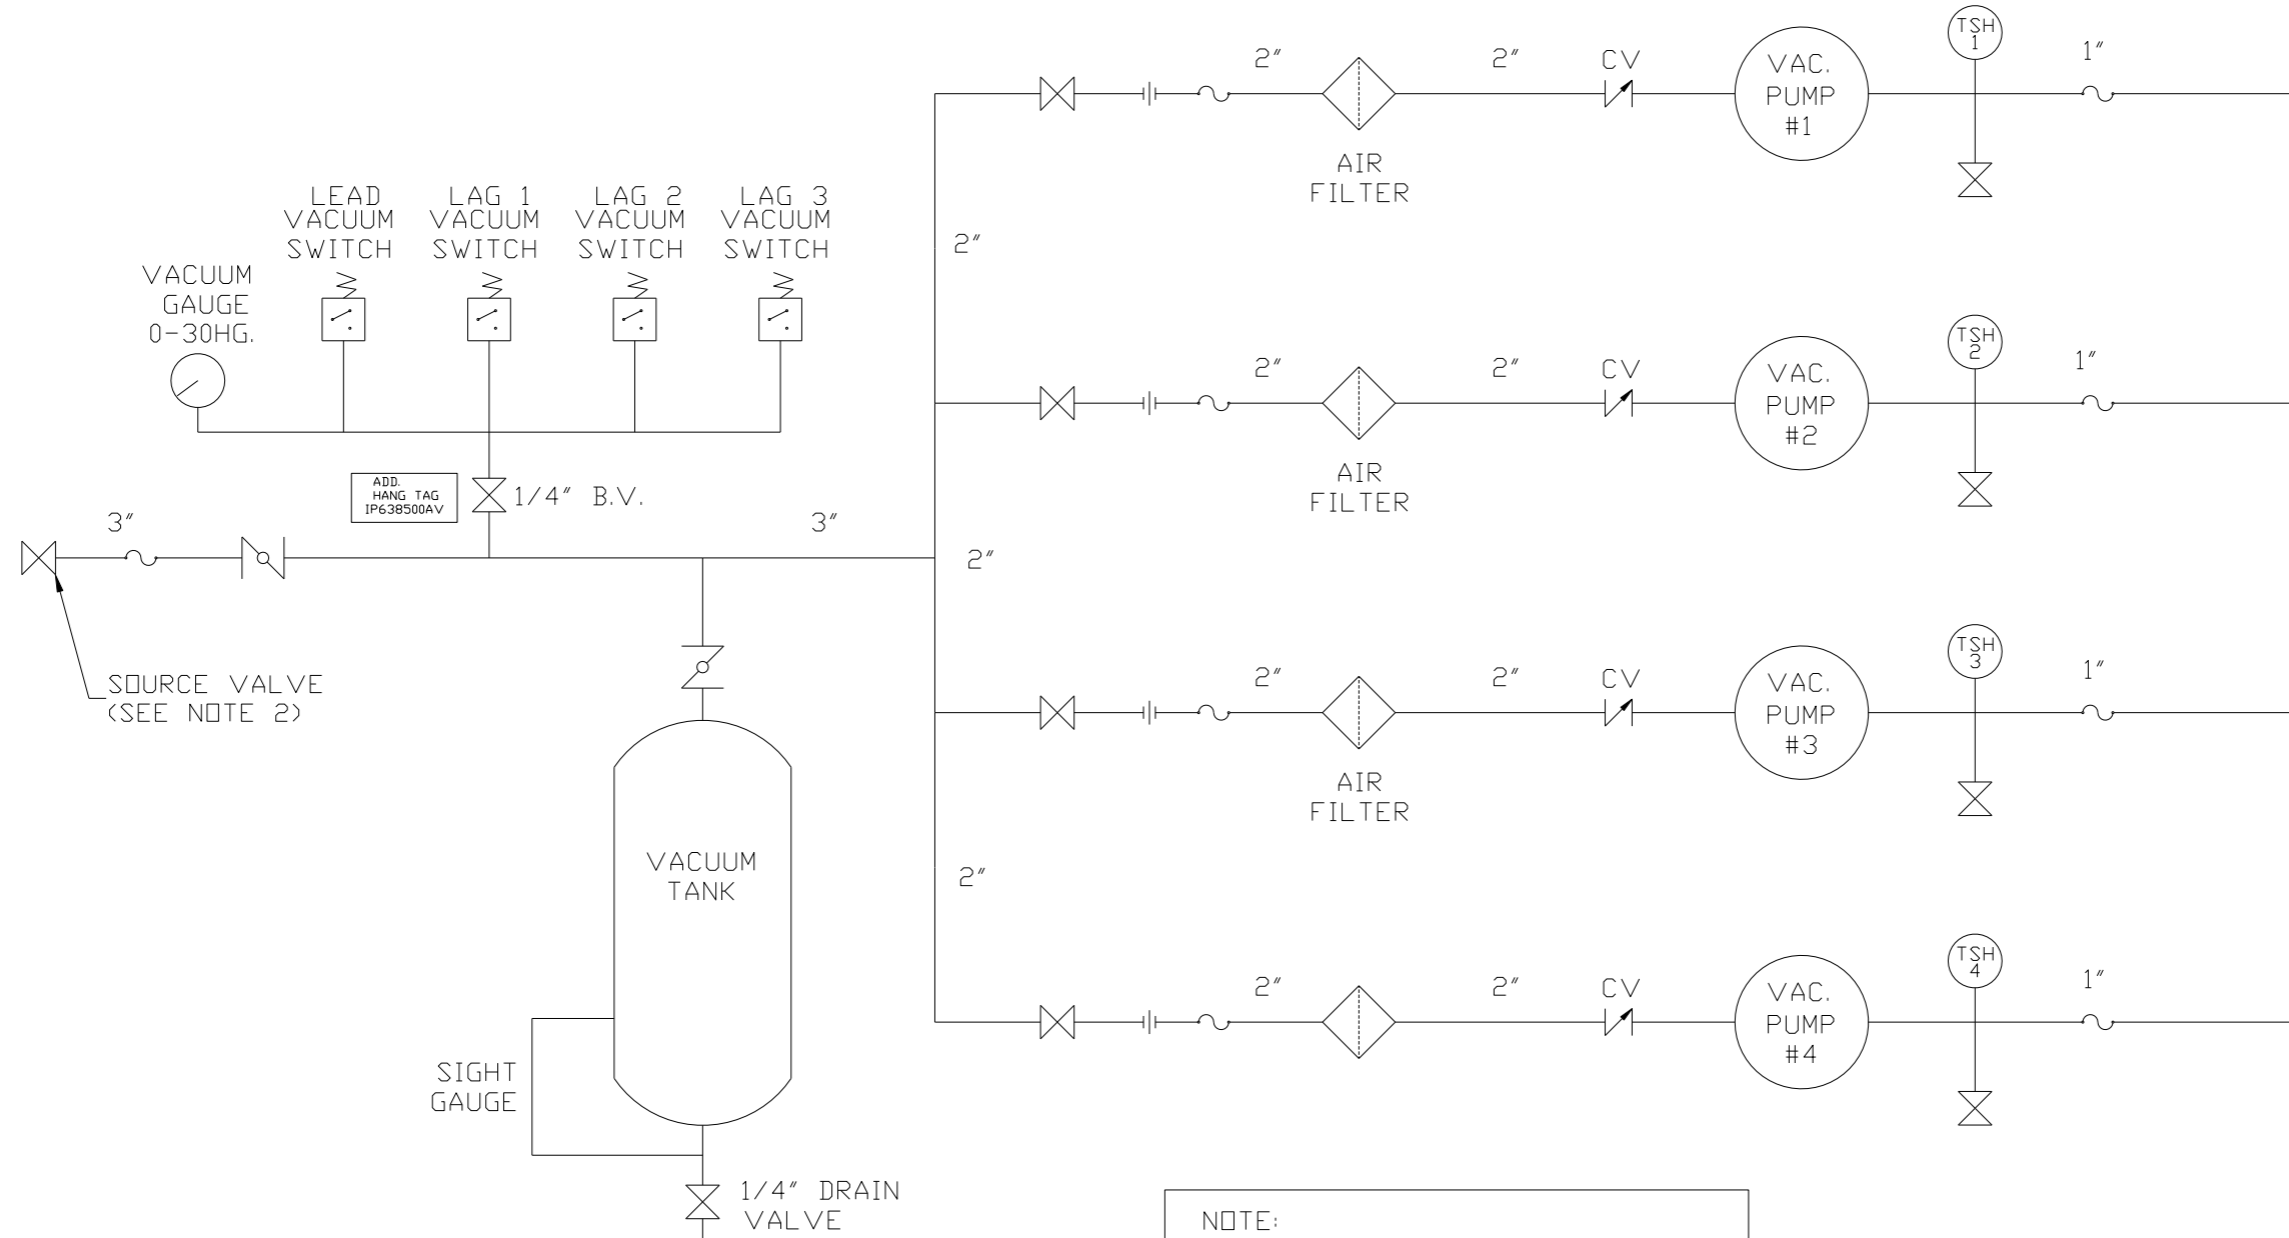 TSH
1
2"
2"
CV
VAC.
PUMP
#1
1"
AIR
FILTER
LEAD
VACUUM
SWITCH
LAG 1
VACUUM
SWITCH
LAG 2
VACUUM
SWITCH
LAG 3
VACUUM
SWITCH
2"
VACUUM
GAUGE
0-30HG.
TSH
2
2"
2"
CV
VAC.
PUMP
#2
1"
AIR
FILTER
ADD.
HANG TAG
IP638500AV
1/4" B.V.
3"
3"
2"
SOURCE VALVE
(SEE NOTE 2)
TSH
3
2"
2"
CV
VAC.
PUMP
#3
1"
AIR
FILTER
VACUUM
TANK
2"
TSH
4
2"
2"
CV
VAC.
PUMP
#4
1"
SIGHT
GAUGE
1/4" DRAIN
VALVE
NOTE: